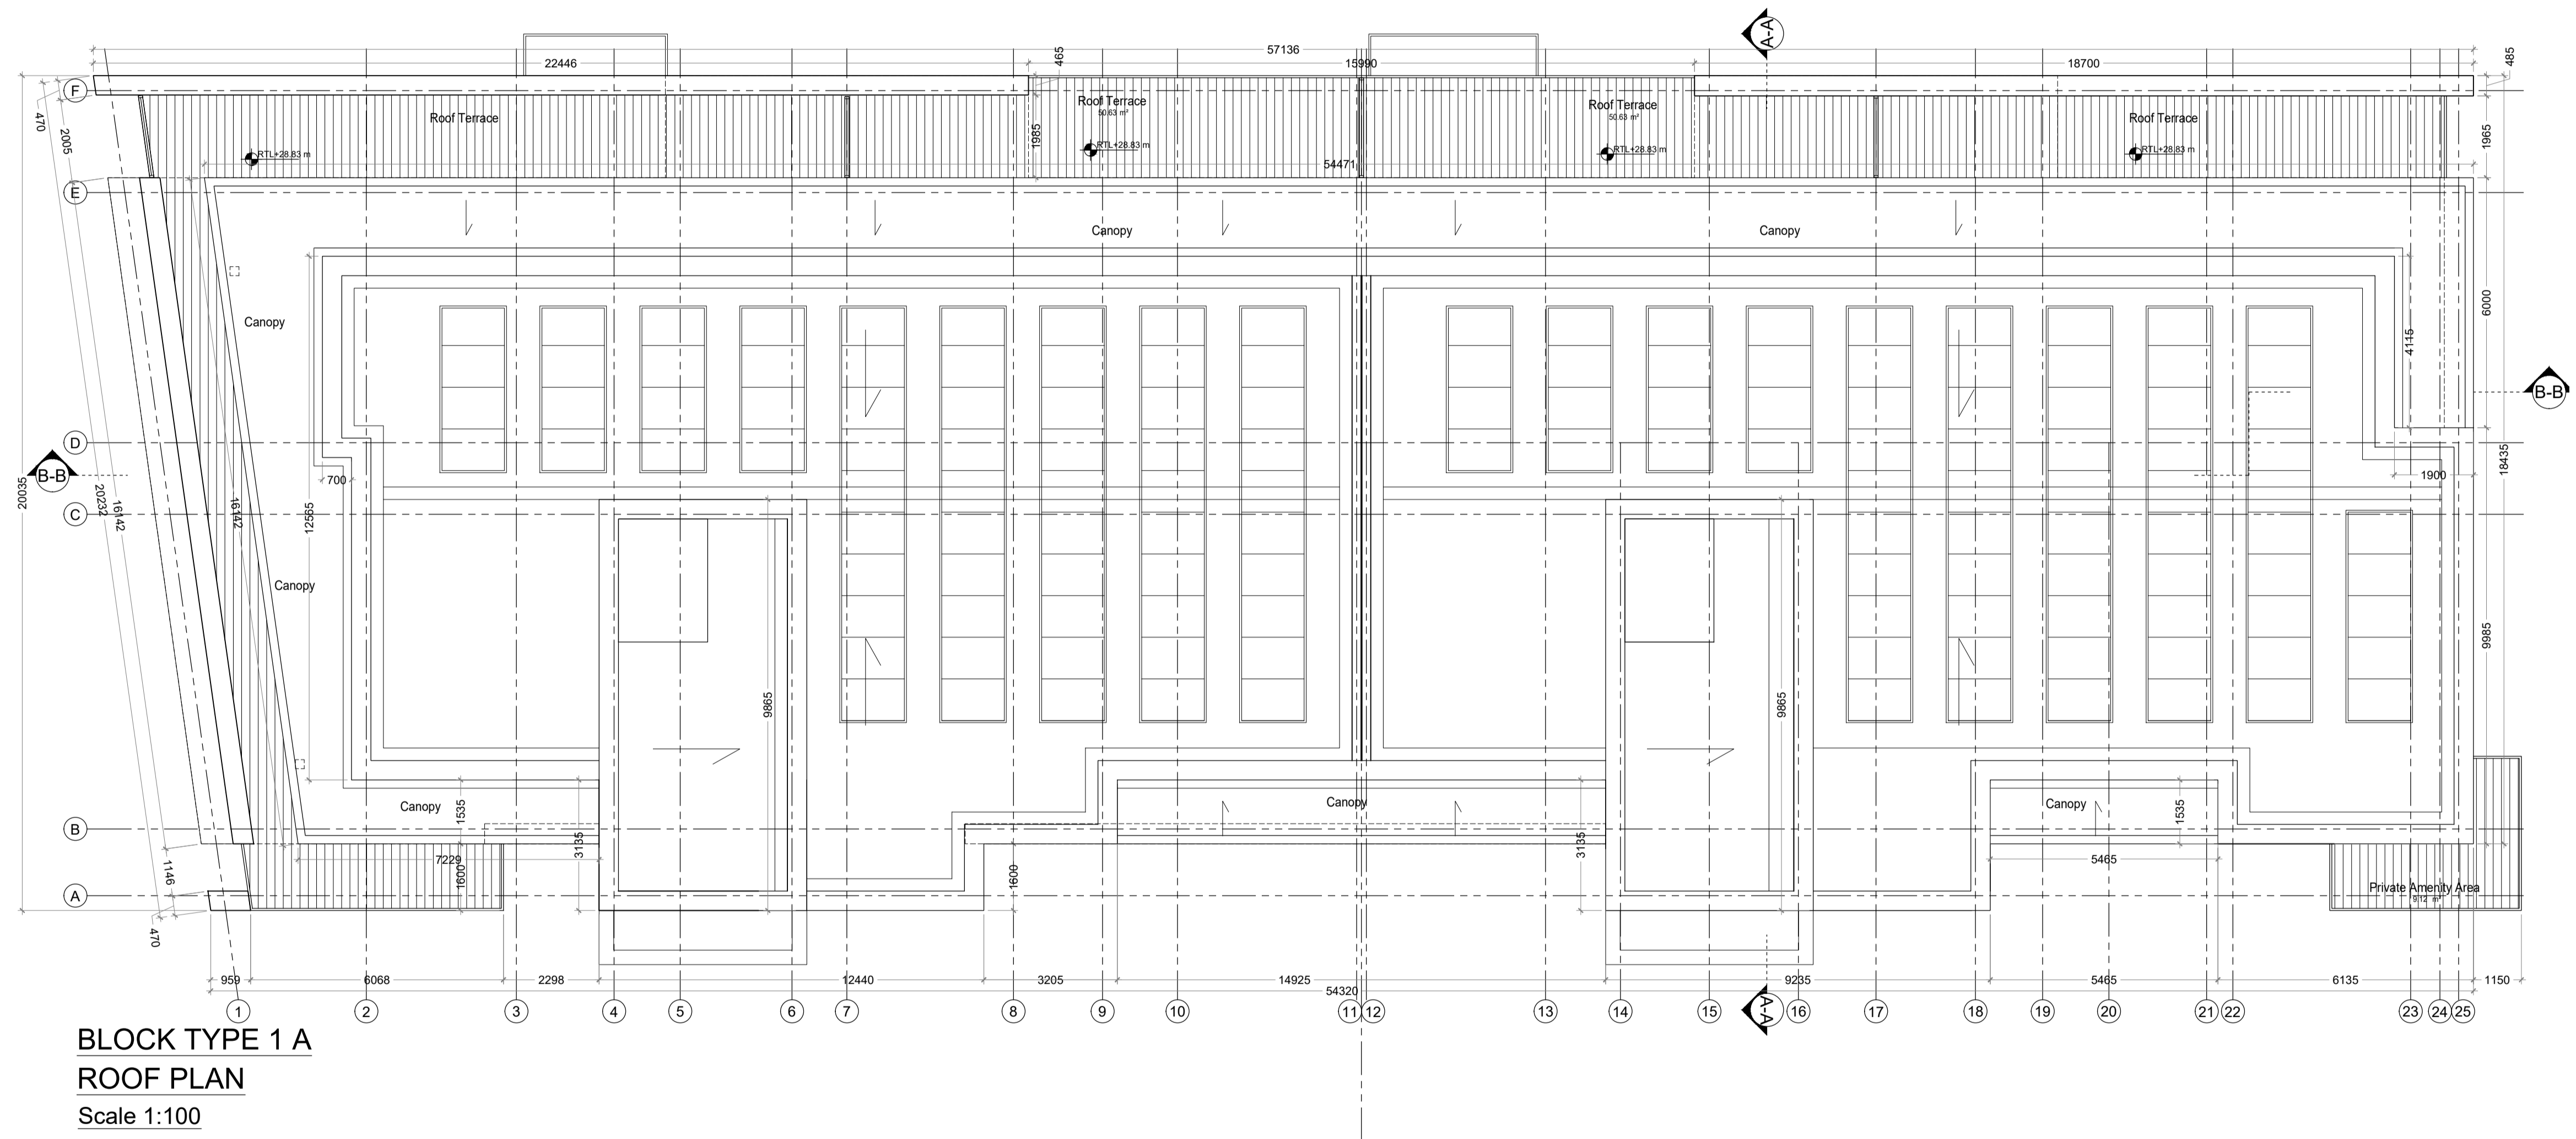 A-A
57136
22446
465
15990
18700
485
F
470
2005
Roof Terrace
Roof Terrace
50.63 m²
Roof Terrace
50.63 m²
Roof Terrace
1985
1965
RTL+28.83 m
RTL+28.83 m
RTL+28.83 m
RTL+28.83 m
54471
E
Canopy
Canopy
Canopy
6000
4115
B-B
D
B-B
700
1900
18435
20035
20232
16142
16142
12565
C
Canopy
9985
9865
9865
Canopy
1535
3135
Canopy
3135
Canopy
1535
B
7229
1600
1600
5465
1146
A
Private Amenity Area
9.12 m²
470
959
6068
2298
12440
3205
14925
9235
5465
6135
1150
54320
1
2
3
4
5
6
7
8
9
10
11
12
13
14
15
A-A
16
17
18
19
20
21
22
23
24
25
BLOCK TYPE 1 A
ROOF PLAN
Scale 1:100